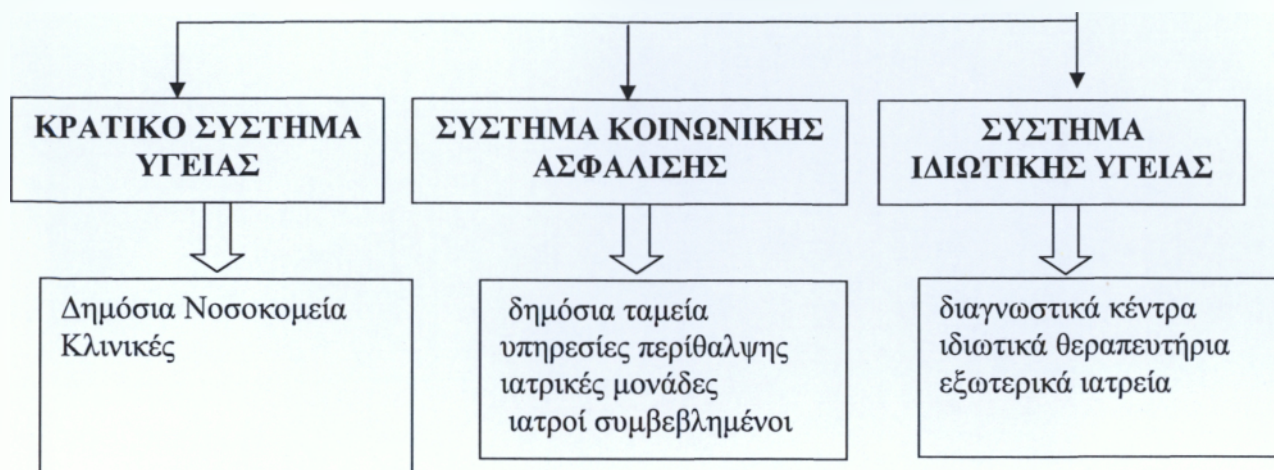 ΚΡΑΤΙΚΟ ΣΥΣΤΗΜΑ
ΥΓΕΙΑΣ
ΣΥΣΤΗΜΑ ΚΟΙΝΩΝΙΚΗΣ
ΑΣΦΑΛΙΣΗΣ
ΣΥΣΤΗΜΑ
ΙΔΙΩΤΙΚΗΣ ΥΓΕΙΑΣ
Δημόσια Νοσοκομεία
Κλινικές
δημόσια ταμεία
υπηρεσίες περίθαλψης
ιατρικές μονάδες
ιατροί συμβεβλημένοι
διαγνωστικά κέντρα
ιδιωτικά θεραπευτήρια
εξωτερικά ιατρεία